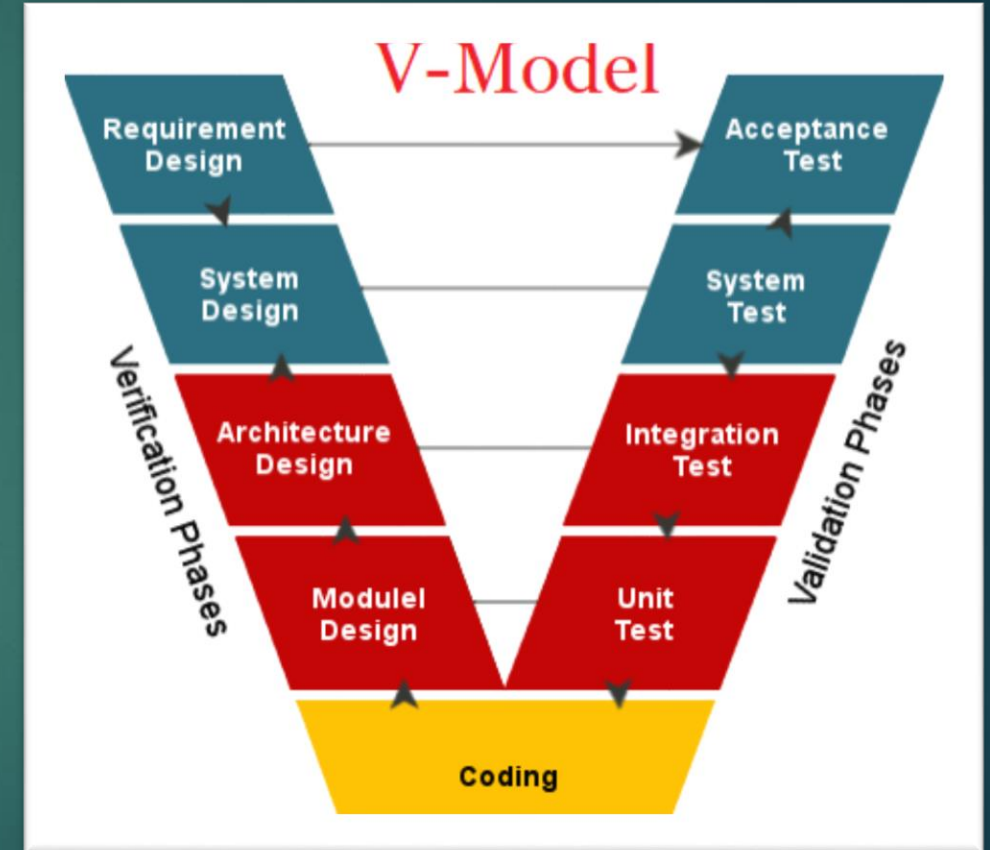 V-Model
Requirement
Design
Acceptance
Test
System
Design
System
Test
Architecture
Design
Integration
Test
Modulel
Design
Unit
Test
Coding
Verification Phases
Validation Phases